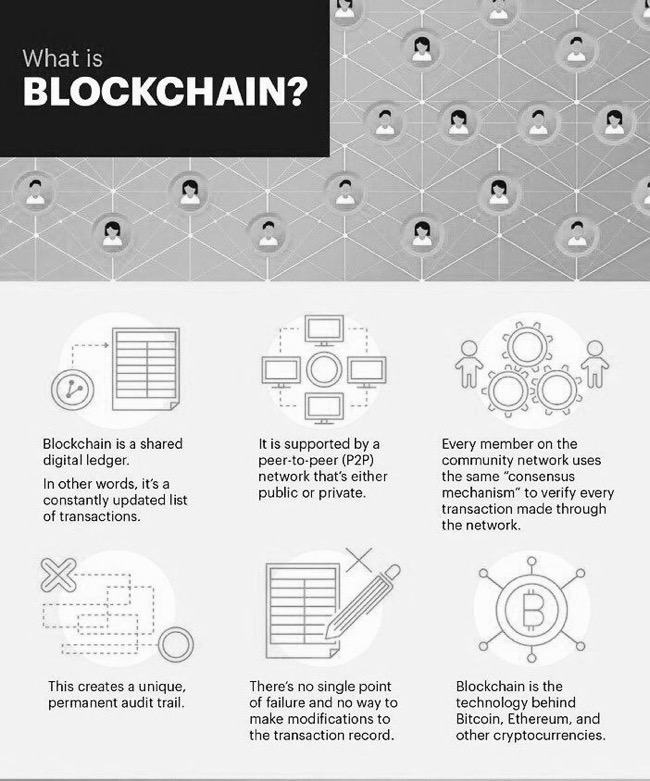 What is
BLOCKCHAIN?
Blockchain is a shared
digital ledger.
In other words, it's a
constantly updated list
of transactions.
It is supported by a
peer-to-peer (P2P)
network that's either
public or private.
Every member on the
community network uses
the same "consensus
mechanism" to verify every
transaction made through
the network.
This creates a unique,
permanent audit trail.
There's no single point
of failure and no way to
make modifications to
the transaction record.
Blockchain is the
technology behind
Bitcoin, Ethereum, and
other cryptocurrencies.